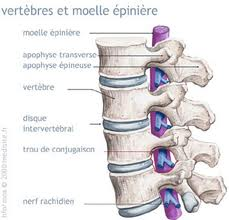 vertèbres et moelle épinière
moelle épinière
apophyse transverse
apophyse épineuse
vertèbre
disque
intervertébral
trou de conjugaison
nerf rachidien